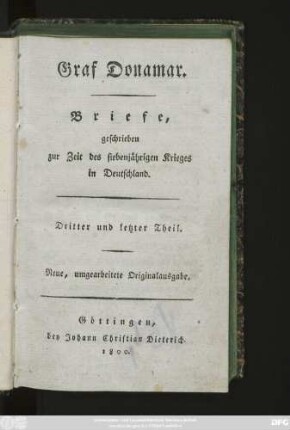 Graf Donamar.
Briefe,
geschrieben
zur Zeit des siebenjährigen Krieges
in Deutschland.
Dritter und letzter Theil.
Neue, umgearbeitete Originalausgabe.
Göttingen,
bey Johann Christian Dieterich
1800.
DFG